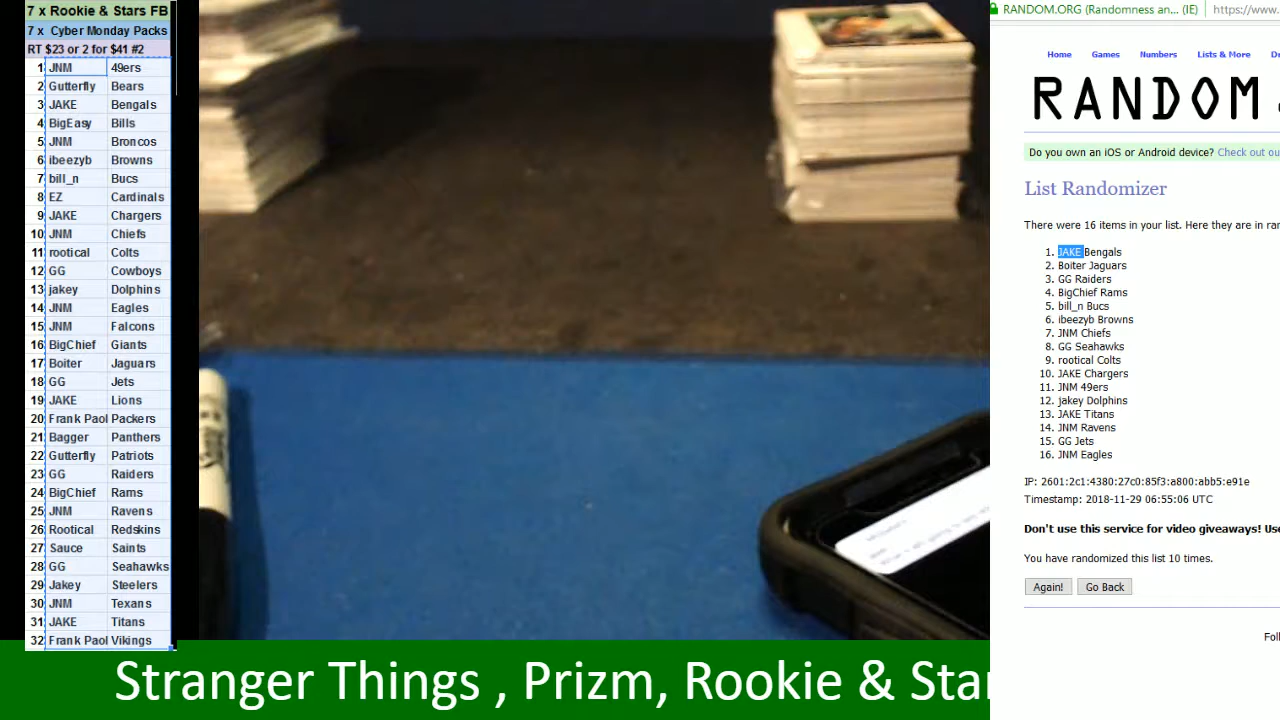 7 x Rookie & Stars FB
7 x Cyber Monday Packs
RT $23 or 2 for $41 #2
1 JNM 49ers
2 Gutterfly Bears
3 JAKE Bengals
4 BigEasy Bills
5 JNM Broncos
6 ibeezyb Browns
7 bill_n Bucs
8 EZ Cardinals
9 JAKE Chargers
10 JNM Chiefs
11 rootical Colts
12 GG Cowboys
13 jakey Dolphins
14 JNM Eagles
15 JNM Falcons
16 BigChief Giants
17 Boiter Jaguars
18 GG Jets
19 JAKE Lions
20 Frank Paol Packers
21 Bagger Panthers
22 Gutterfly Patriots
23 GG Raiders
24 BigChief Rams
25 JNM Ravens
26 Rootical Redskins
27 Sauce Saints
28 GG Seahawks
29 Jakey Steelers
30 JNM Texans
31 JAKE Titans
32 Frank Paol Vikings
RANDOM.ORG (Randomness an... (IE) https://www.
Home Games Numbers Lists & More
RANDOM
Do you own an iOS or Android device? Check out ou
List Randomizer
There were 16 items in your list. Here they are in ran
1. JAKE Bengals
2. Boiter Jaguars
3. GG Raiders
4. BigChief Rams
5. bill_n Bucs
6. ibeezyb Browns
7. JNM Chiefs
8. GG Seahawks
9. rootical Colts
10. JAKE Chargers
11. JNM 49ers
12. jakey Dolphins
13. JAKE Titans
14. JNM Ravens
15. GG Jets
16. JNM Eagles
IP: 2601:2c1:4380:27c0:85f3:a800:abb5:e91e
Timestamp: 2018-11-29 06:55:06 UTC
Don't use this service for video giveaways! Use
You have randomized this list 10 times.
Again! Go Back
Foll
Stranger Things , Prizm, Rookie & Star